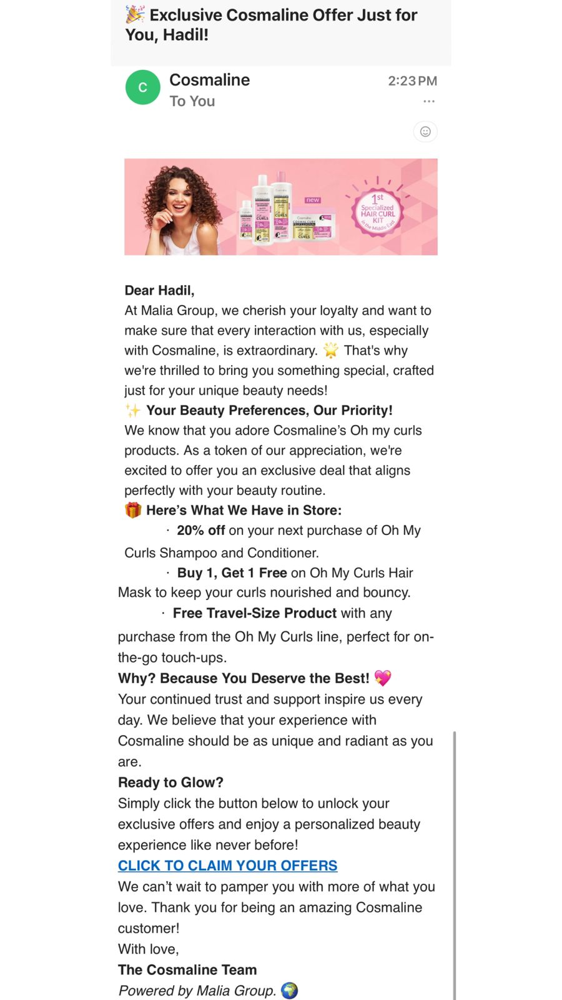 🎉 Exclusive Cosmaline Offer Just for
You, Hadil!
C
Cosmaline
2:23 PM
To You
...
new
1st
Specialized
HAIR CURL
KIT
in the Middle East
CURLS
CURLS
CURLS
Dear Hadil,
At Malia Group, we cherish your loyalty and want to
make sure that every interaction with us, especially
with Cosmaline, is extraordinary. 🌟 That's why
we're thrilled to bring you something special, crafted
just for your unique beauty needs!
✨ Your Beauty Preferences, Our Priority!
We know that you adore Cosmaline’s Oh my curls
products. As a token of our appreciation, we're
excited to offer you an exclusive deal that aligns
perfectly with your beauty routine.
🎁 Here’s What We Have in Store:
· 20% off on your next purchase of Oh My
Curls Shampoo and Conditioner.
· Buy 1, Get 1 Free on Oh My Curls Hair
Mask to keep your curls nourished and bouncy.
· Free Travel-Size Product with any
purchase from the Oh My Curls line, perfect for on-
the-go touch-ups.
Why? Because You Deserve the Best! 💖
Your continued trust and support inspire us every
day. We believe that your experience with
Cosmaline should be as unique and radiant as you
are.
Ready to Glow?
Simply click the button below to unlock your
exclusive offers and enjoy a personalized beauty
experience like never before!
CLICK TO CLAIM YOUR OFFERS
We can’t wait to pamper you with more of what you
love. Thank you for being an amazing Cosmaline
customer!
With love,
The Cosmaline Team
Powered by Malia Group. 🌍